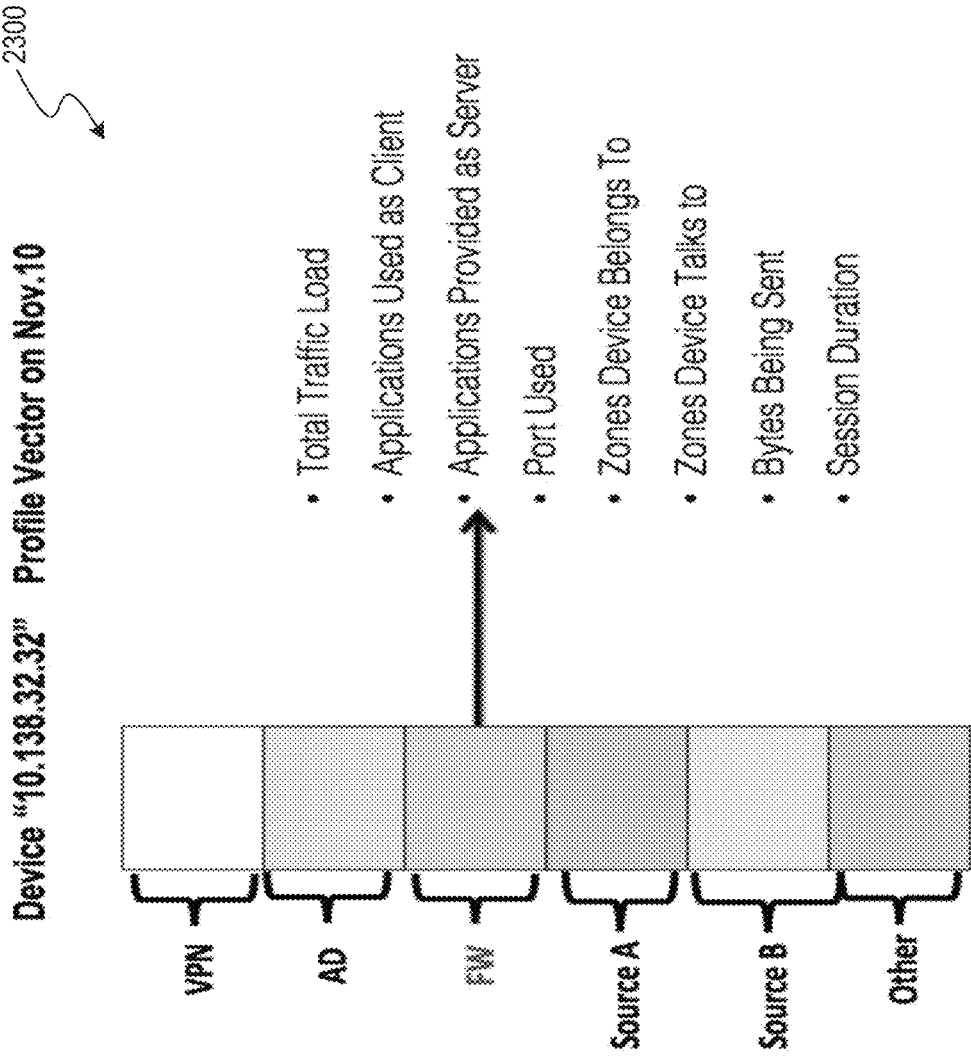 2300
Device “10.138.32.32” Profile Vector on Nov.10
VPN
AD
FW
Source A
Source B
Other
• Total Traffic Load
• Applications Used as Client
• Applications Provided as Server
• Port Used
• Zones Device Belongs To
• Zones Device Talks to
• Bytes Being Sent
• Session Duration